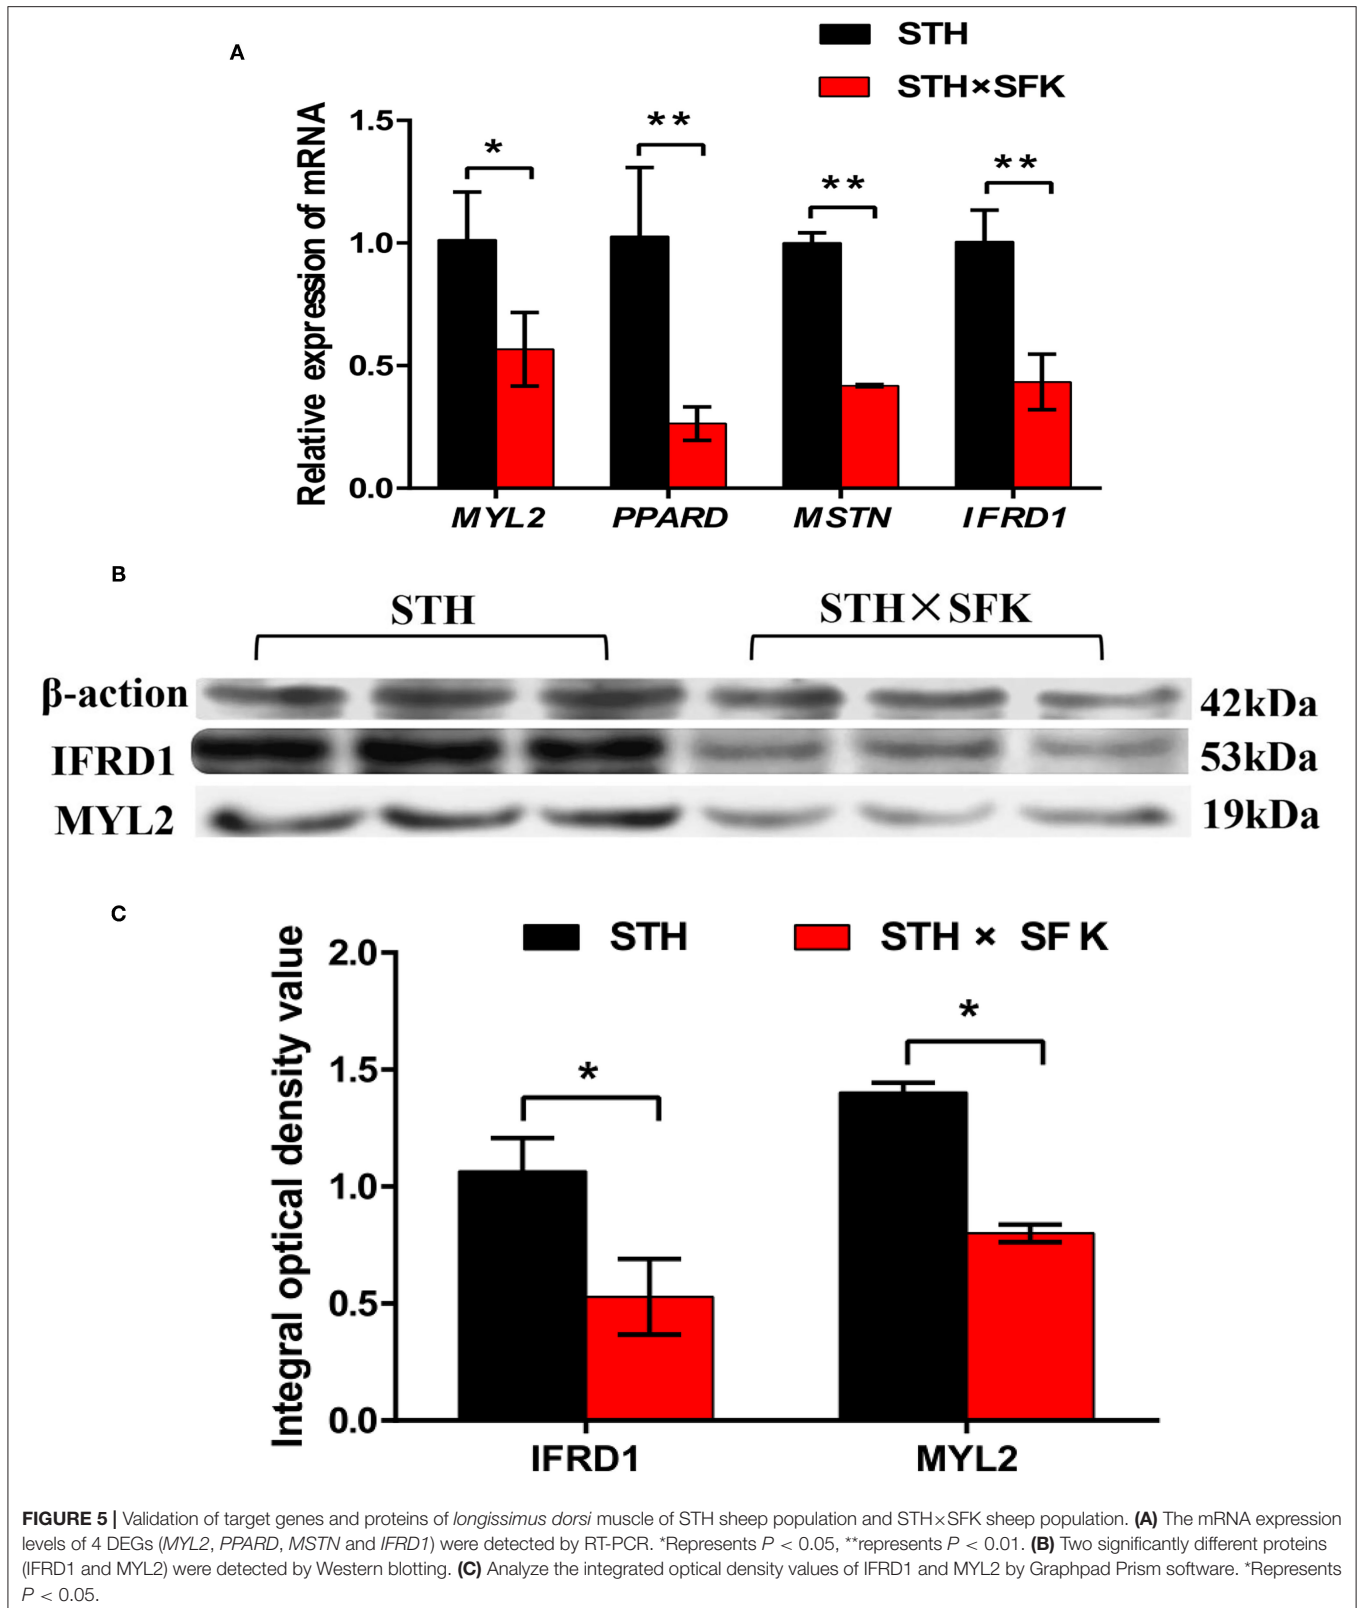 A
STH
STH×SFK
Relative expression of mRNA
1.5
1.0
0.5
0.0
*
**
**
**
MYL2 PPARD MSTN IFRD1
B
STH STH×SFK
β-action 42kDa
IFRD1 53kDa
MYL2 19kDa
C
STH STH × SFK
Integral optical density value
2.0
1.5
1.0
0.5
0.0
*
*
IFRD1 MYL2
FIGURE 5 | Validation of target genes and proteins of longissimus dorsi muscle of STH sheep population and STH×SFK sheep population. (A) The mRNA expression
levels of 4 DEGs (MYL2, PPARD, MSTN and IFRD1) were detected by RT-PCR. *Represents P < 0.05, **represents P < 0.01. (B) Two significantly different proteins
(IFRD1 and MYL2) were detected by Western blotting. (C) Analyze the integrated optical density values of IFRD1 and MYL2 by Graphpad Prism software. *Represents
P < 0.05.